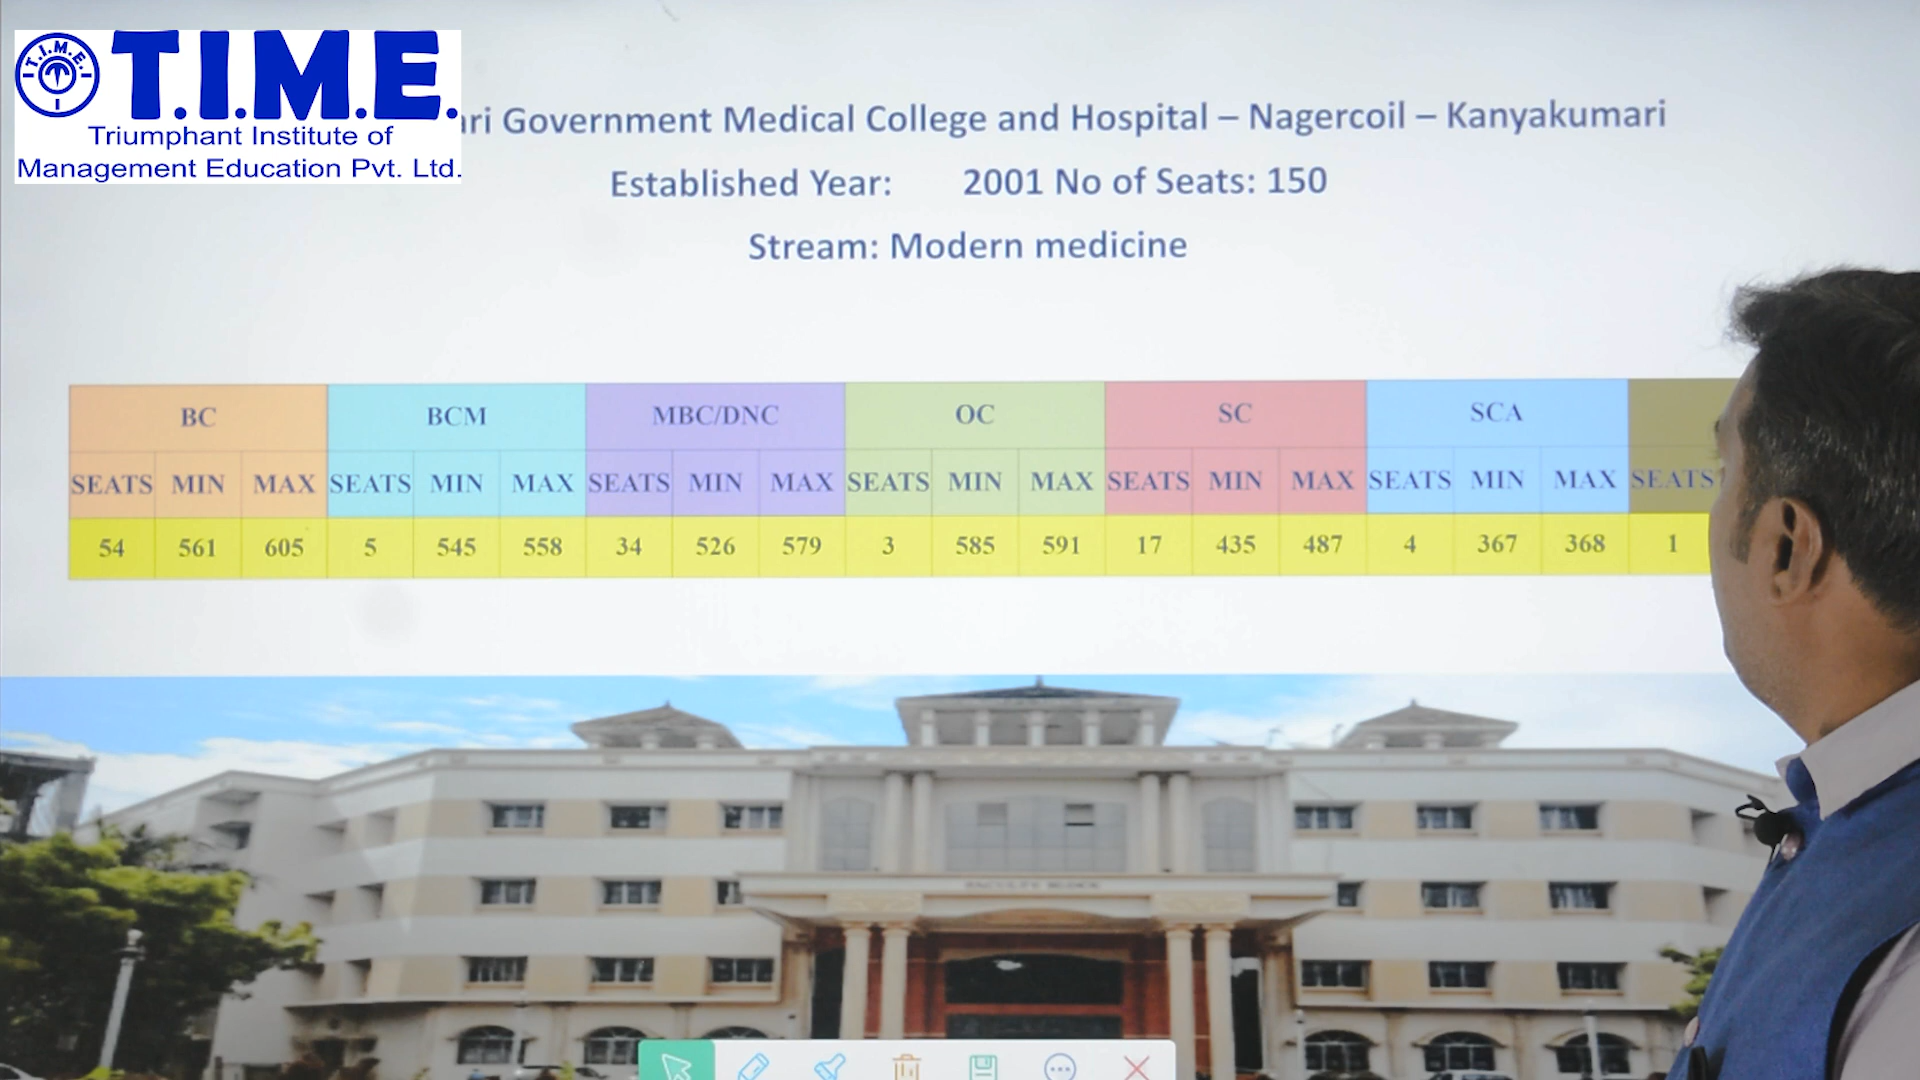 T.I.M.E.
T.I.M.E.
Triumphant Institute of
Management Education Pvt. Ltd.
Government Medical College and Hospital – Nagercoil – Kanyakumari
Established Year: 2001 No of Seats: 150
Stream: Modern medicine
BC BCM MBC/DNC OC SC SCA
SEATS MIN MAX SEATS MIN MAX SEATS MIN MAX SEATS MIN MAX SEATS MIN MAX SEATS MIN MAX SEATS
54 561 605 5 545 558 34 526 579 3 585 591 17 435 487 4 367 368 1
FACULTY BLOCK